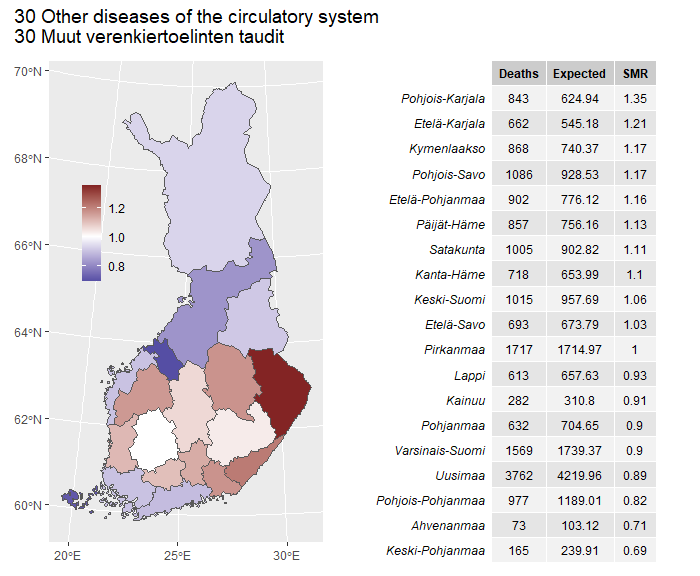 30 Other diseases of the circulatory system
30 Muut verenkiertoelinten taudit
70°N
68°N
66°N
64°N
62°N
60°N
20°E 25°E 30°E
1.2
1.0
0.8
Deaths Expected SMR
Pohjois-Karjala 843 624.94 1.35
Etelä-Karjala 662 545.18 1.21
Kymenlaakso 868 740.37 1.17
Pohjois-Savo 1086 928.53 1.17
Etelä-Pohjanmaa 902 776.12 1.16
Päijät-Häme 857 756.16 1.13
Satakunta 1005 902.82 1.11
Kanta-Häme 718 653.99 1.1
Keski-Suomi 1015 957.69 1.06
Etelä-Savo 693 673.79 1.03
Pirkanmaa 1717 1714.97 1
Lappi 613 657.63 0.93
Kainuu 282 310.8 0.91
Pohjanmaa 632 704.65 0.9
Varsinais-Suomi 1569 1739.37 0.9
Uusimaa 3762 4219.96 0.89
Pohjois-Pohjanmaa 977 1189.01 0.82
Ahvenanmaa 73 103.12 0.71
Keski-Pohjanmaa 165 239.91 0.69